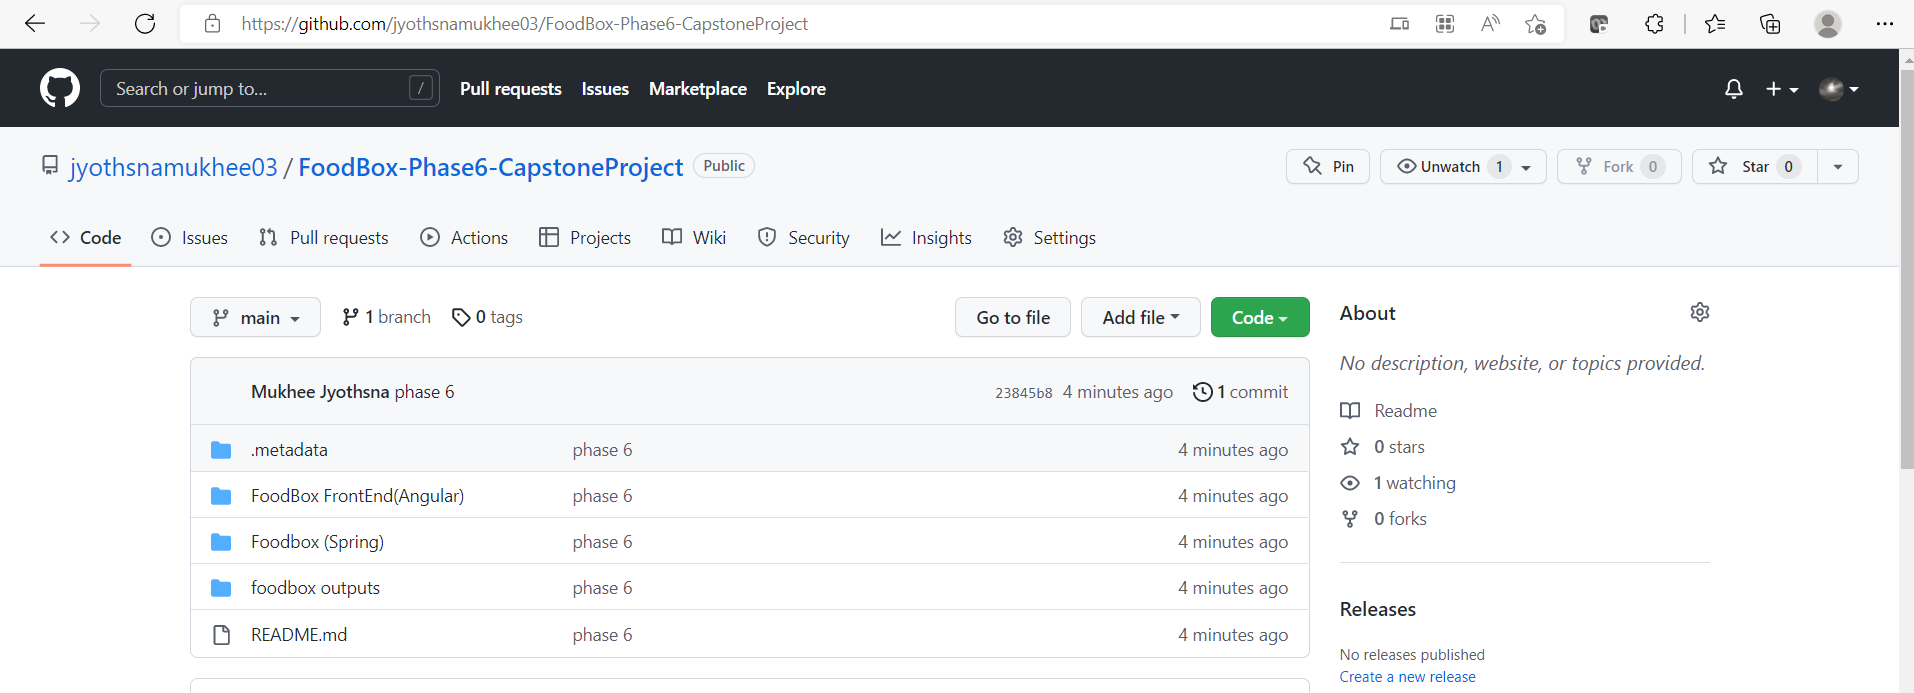 https://github.com/jyothsnamukhee03/FoodBox-Phase6-CapstoneProject
Search or jump to... /
Pull requests Issues Marketplace Explore
jyothsnamukhee03 / FoodBox-Phase6-CapstoneProject Public
Pin Unwatch 1 Fork 0 Star 0
Code Issues Pull requests Actions Projects Wiki Security Insights Settings
main 1 branch 0 tags Go to file Add file Code
Mukhee Jyothsna phase 6 23845b8 4 minutes ago 1 commit
.metadata phase 6 4 minutes ago
FoodBox FrontEnd(Angular) phase 6 4 minutes ago
Foodbox (Spring) phase 6 4 minutes ago
foodbox outputs phase 6 4 minutes ago
README.md phase 6 4 minutes ago
About
No description, website, or topics provided.
Readme
0 stars
1 watching
0 forks
Releases
No releases published
Create a new release